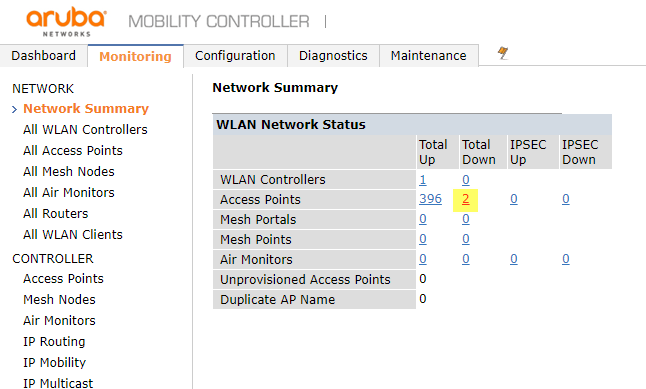 aruba
NETWORKS
MOBILITY CONTROLLER
Dashboard Monitoring Configuration Diagnostics Maintenance
NETWORK
> Network Summary
All WLAN Controllers
All Access Points
All Mesh Nodes
All Air Monitors
All Routers
All WLAN Clients
CONTROLLER
Access Points
Mesh Nodes
Air Monitors
IP Routing
IP Mobility
IP Multicast
Network Summary
WLAN Network Status
Total Up Total Down IPSEC Up IPSEC Down
WLAN Controllers 1 0
Access Points 396 2 0 0
Mesh Portals 0 0
Mesh Points 0 0
Air Monitors 0 0 0 0
Unprovisioned Access Points 0
Duplicate AP Name 0